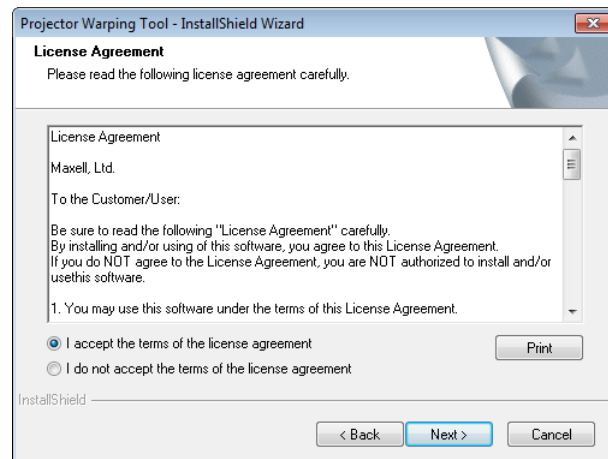 Projector Warping Tool - InstallShield Wizard
License Agreement
Please read the following license agreement carefully.
License Agreement
Maxell, Ltd.
To the Customer/User:
Be sure to read the following "License Agreement" carefully.
By installing and/or using of this software, you agree to this License Agreement.
If you do NOT agree to the License Agreement, you are NOT authorized to install and/or
usethis software.
1. You may use this software under the terms of this License Agreement.
I accept the terms of the license agreement
Print
I do not accept the terms of the license agreement
InstallShield
< Back
Next >
Cancel